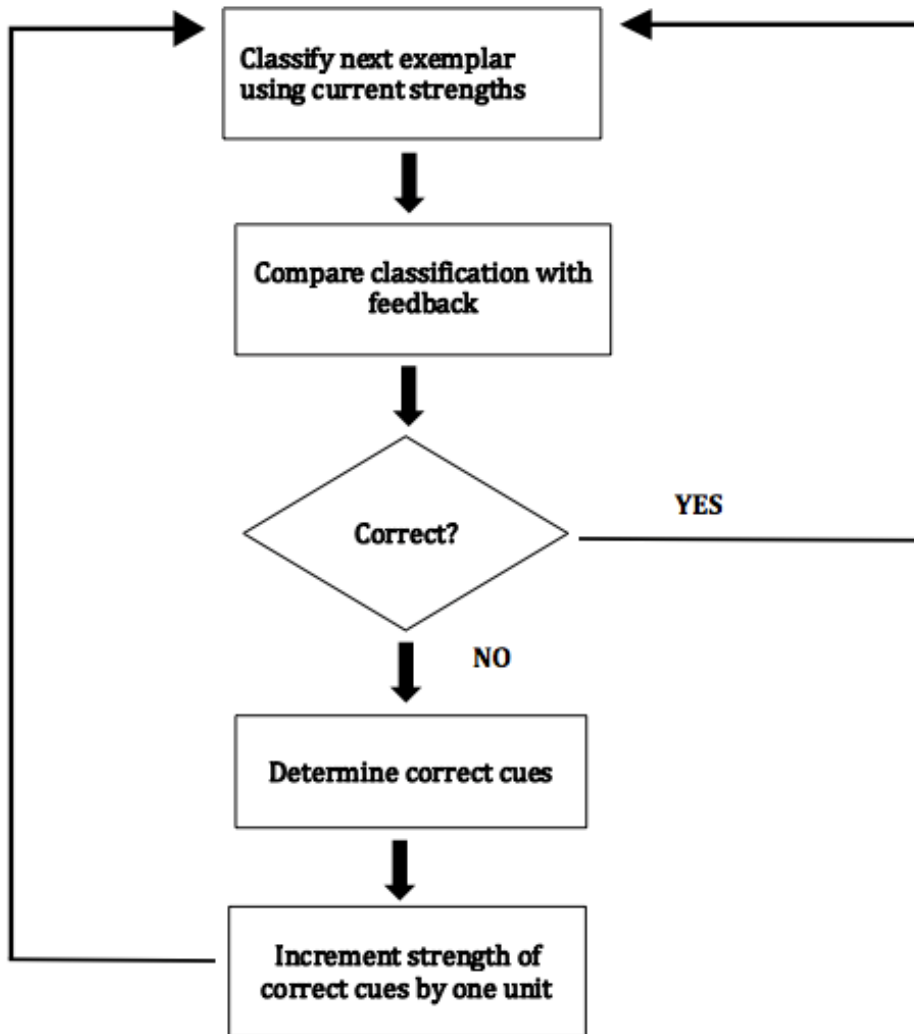 Classify next exemplar
using current strengths
Compare classification with
feedback
Correct?
YES
NO
Determine correct cues
Increment strength of
correct cues by one unit